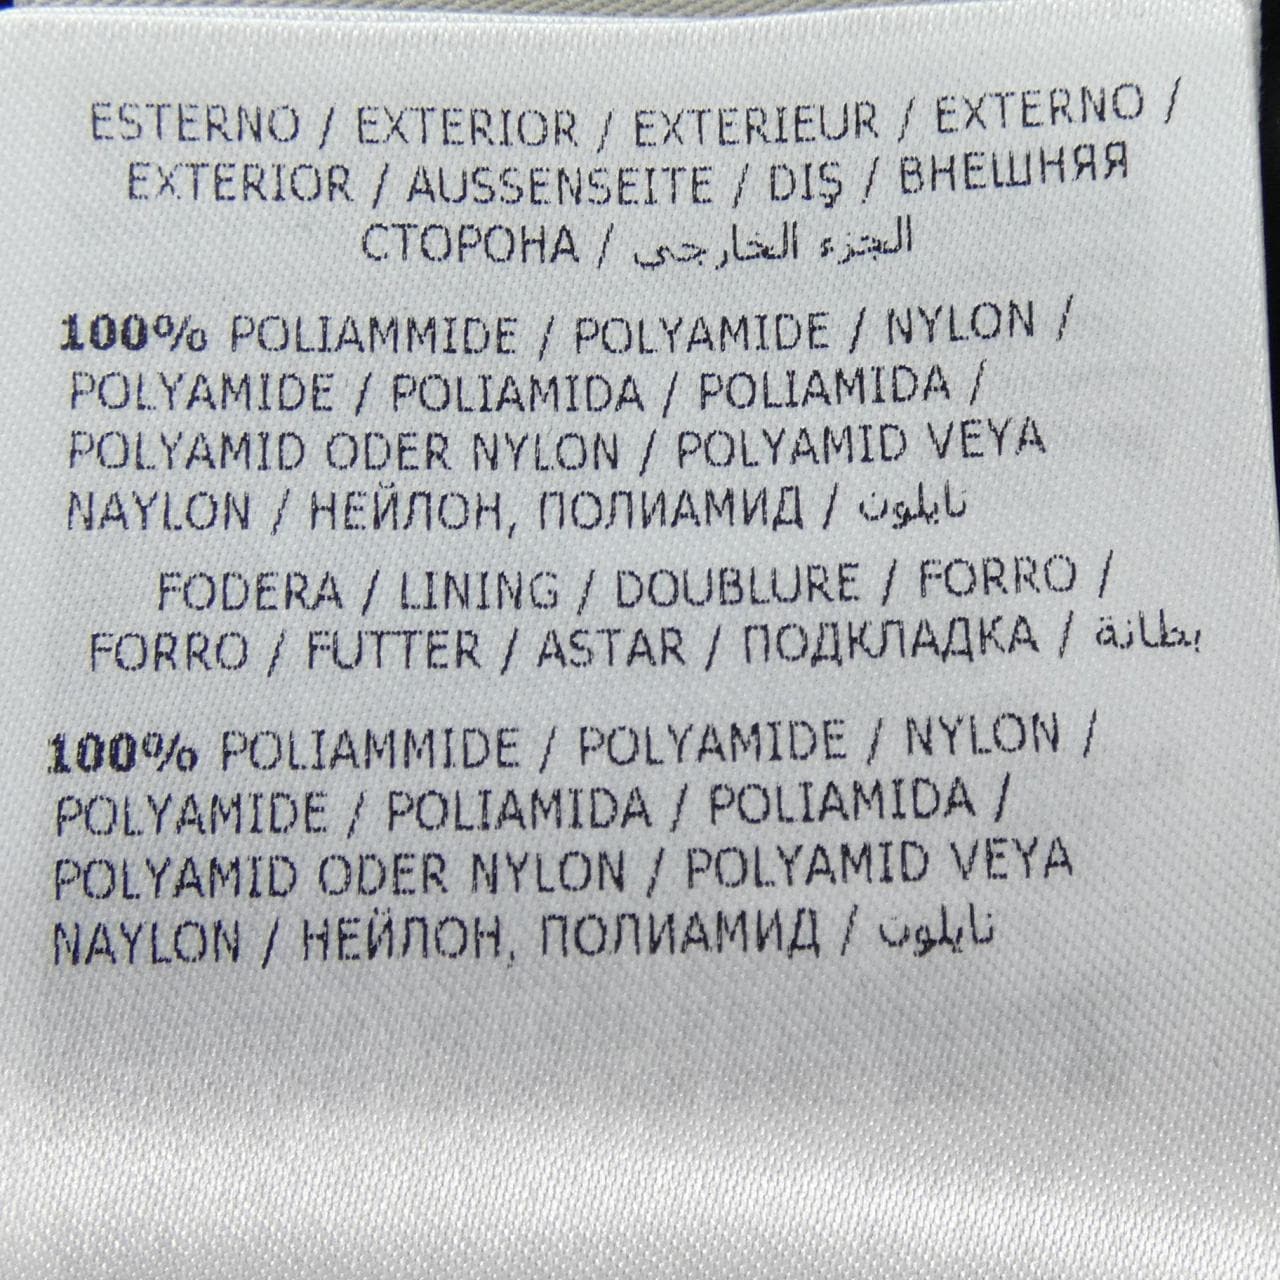 ESTERNO / EXTERIOR / EXTERIEUR / EXTERNO /
EXTERIOR / AUSSENSEITE / DIŞ / ВНЕШНЯЯ
СТОРОНА / الجزء الخارجي
100% POLIAMMIDE / POLYAMIDE / NYLON /
POLYAMIDE / POLIAMIDA / POLIAMIDA /
POLYAMID ODER NYLON / POLYAMID VEYA
NAYLON / НЕЙЛОН, ПОЛИАМИД / نايلون
FODERA / LINING / DOUBLURE / FORRO /
FORRO / FUTTER / ASTAR / ПОДКЛАДКА / بطانة
100% POLIAMMIDE / POLYAMIDE / NYLON /
POLYAMIDE / POLIAMIDA / POLIAMIDA /
POLYAMID ODER NYLON / POLYAMID VEYA
NAYLON / НЕЙЛОН, ПОЛИАМИД / نايلون